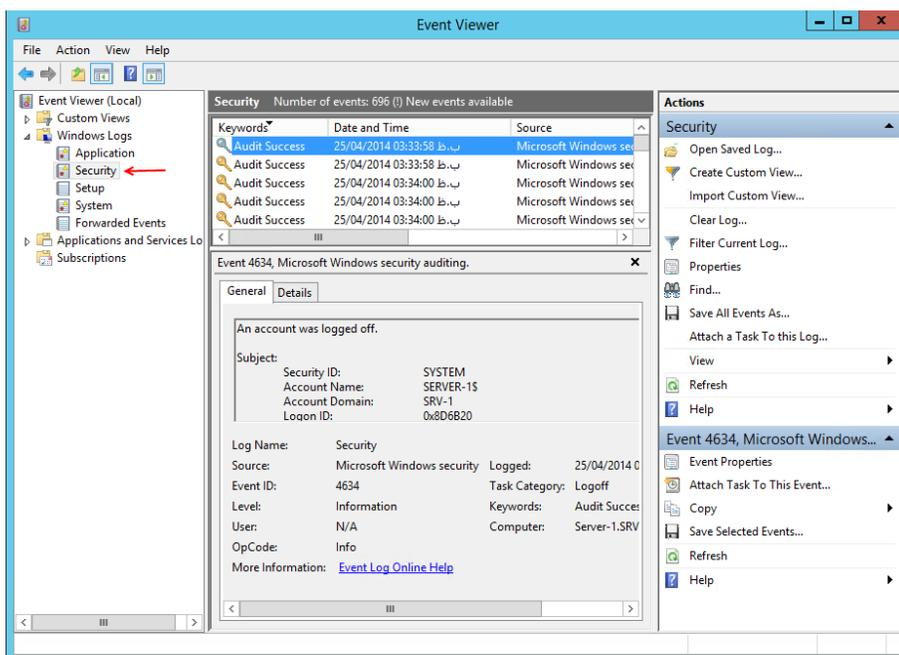 Event Viewer
File Action View Help
Event Viewer (Local)
Custom Views
Windows Logs
Application
Security
Setup
System
Forwarded Events
Applications and Services Lo
Subscriptions
Security Number of events: 696 (!) New events available
Keywords Date and Time Source
Audit Success 25/04/2014 03:33:58 ب.ظ Microsoft Windows sec
Audit Success 25/04/2014 03:33:58 ب.ظ Microsoft Windows sec
Audit Success 25/04/2014 03:34:00 ب.ظ Microsoft Windows sec
Audit Success 25/04/2014 03:34:00 ب.ظ Microsoft Windows sec
Audit Success 25/04/2014 03:34:00 ب.ظ Microsoft Windows sec
Event 4634, Microsoft Windows security auditing.
General Details
An account was logged off.
Subject:
Security ID: SYSTEM
Account Name: SERVER-1$
Account Domain: SRV-1
Logon ID: 0x8D6B20
Log Name: Security
Source: Microsoft Windows security Logged: 25/04/2014 0
Event ID: 4634 Task Category: Logoff
Level: Information Keywords: Audit Succes
User: N/A Computer: Server-1.SRV
OpCode: Info
More Information: Event Log Online Help
Actions
Security
Open Saved Log...
Create Custom View...
Import Custom View...
Clear Log...
Filter Current Log...
Properties
Find...
Save All Events As...
Attach a Task To this Log...
View
Refresh
Help
Event 4634, Microsoft Windows...
Event Properties
Attach Task To This Event...
Copy
Save Selected Events...
Refresh
Help